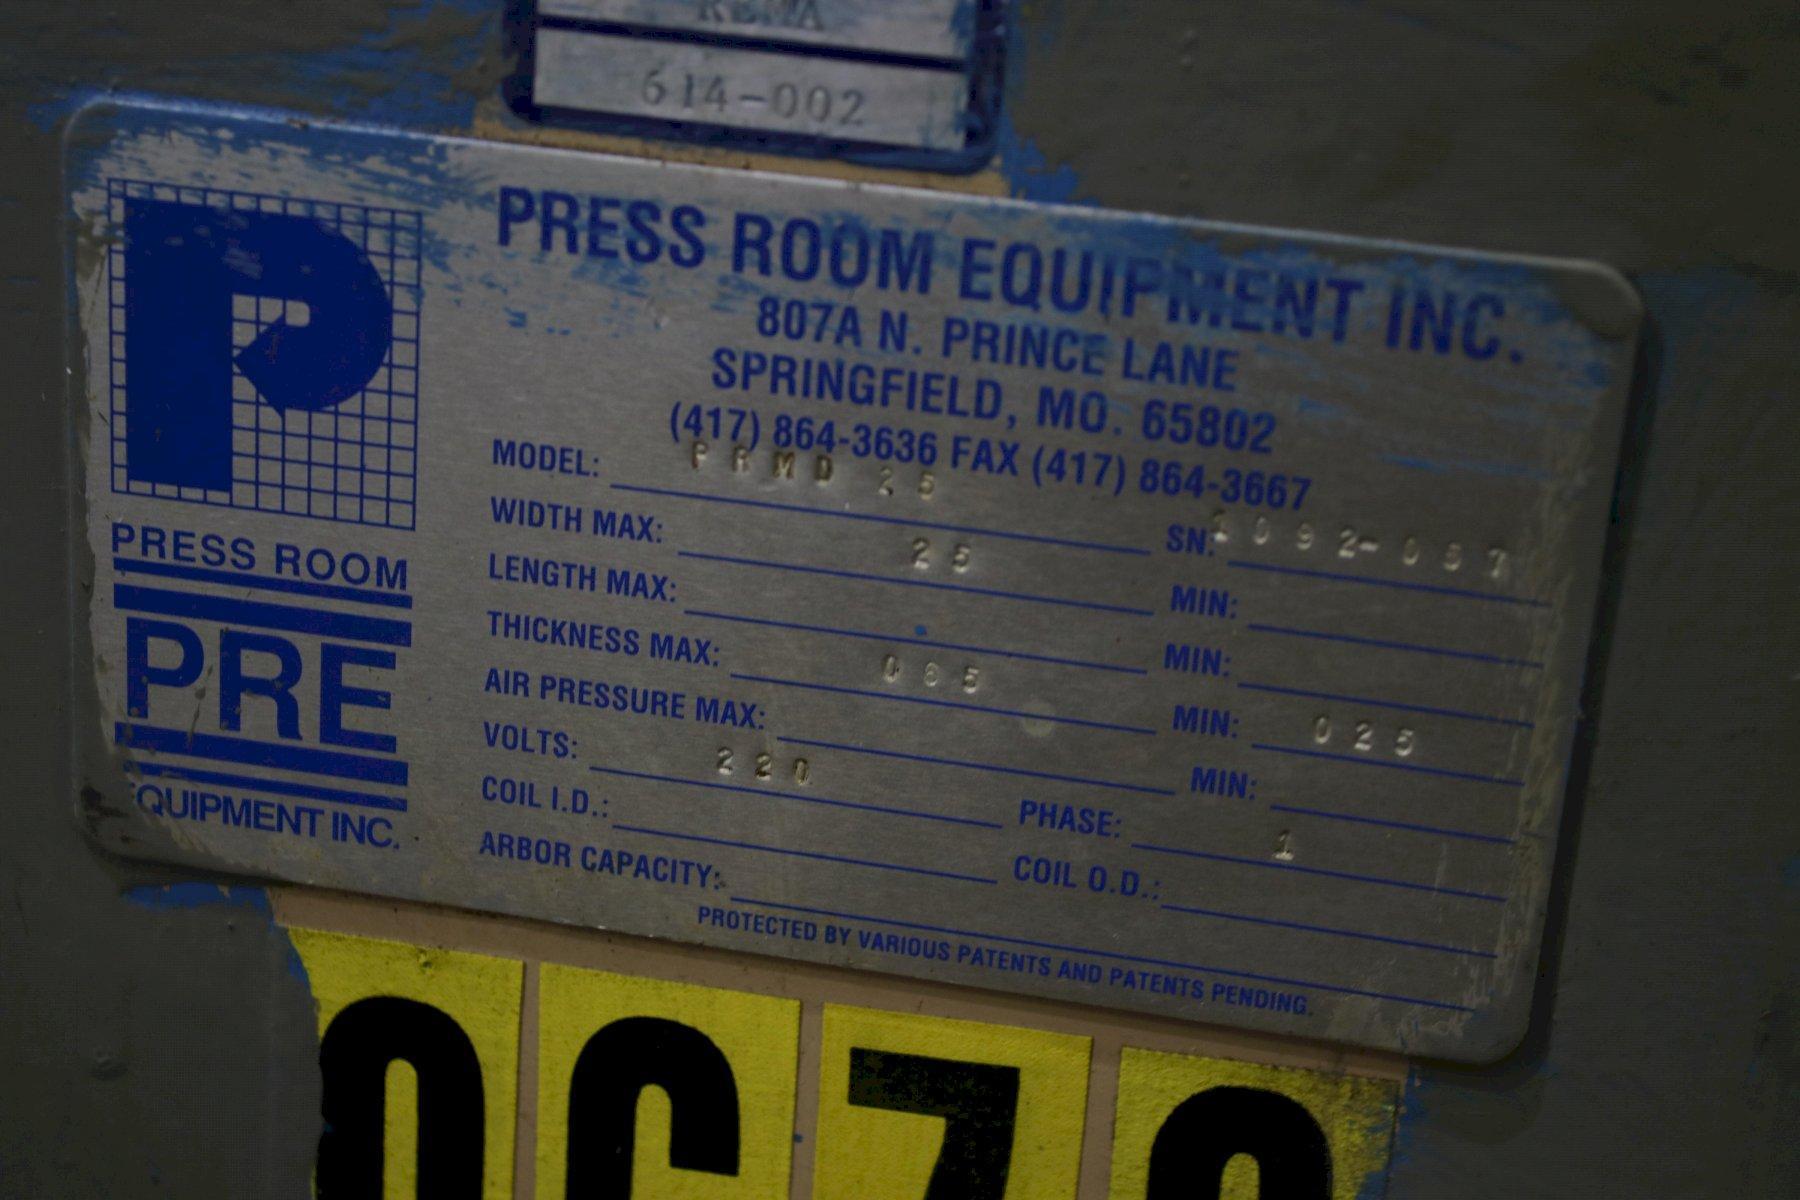 614-002
PRESS ROOM EQUIPMENT INC.
807A N. PRINCE LANE
SPRINGFIELD, MO. 65802
(417) 864-3636 FAX (417) 864-3667
MODEL: PRMD 25 SN: 1092-057
WIDTH MAX: 25 MIN:
LENGTH MAX: MIN:
THICKNESS MAX: 065 MIN: 025
AIR PRESSURE MAX: MIN:
VOLTS: 220 PHASE: 1
COIL I.D.: COIL O.D.:
ARBOR CAPACITY:
PROTECTED BY VARIOUS PATENTS AND PATENTS PENDING.
P
PRESS ROOM
PRE
EQUIPMENT INC.